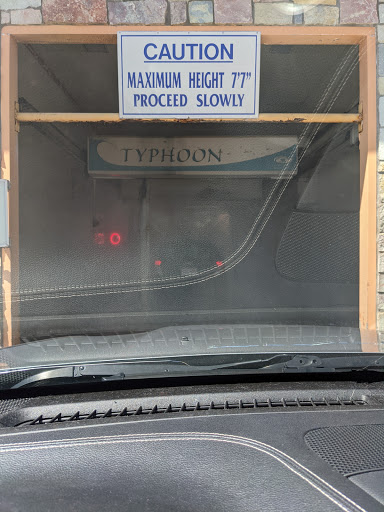 CAUTION
MAXIMUM HEIGHT 7'7"
PROCEED SLOWLY
TYPHOON